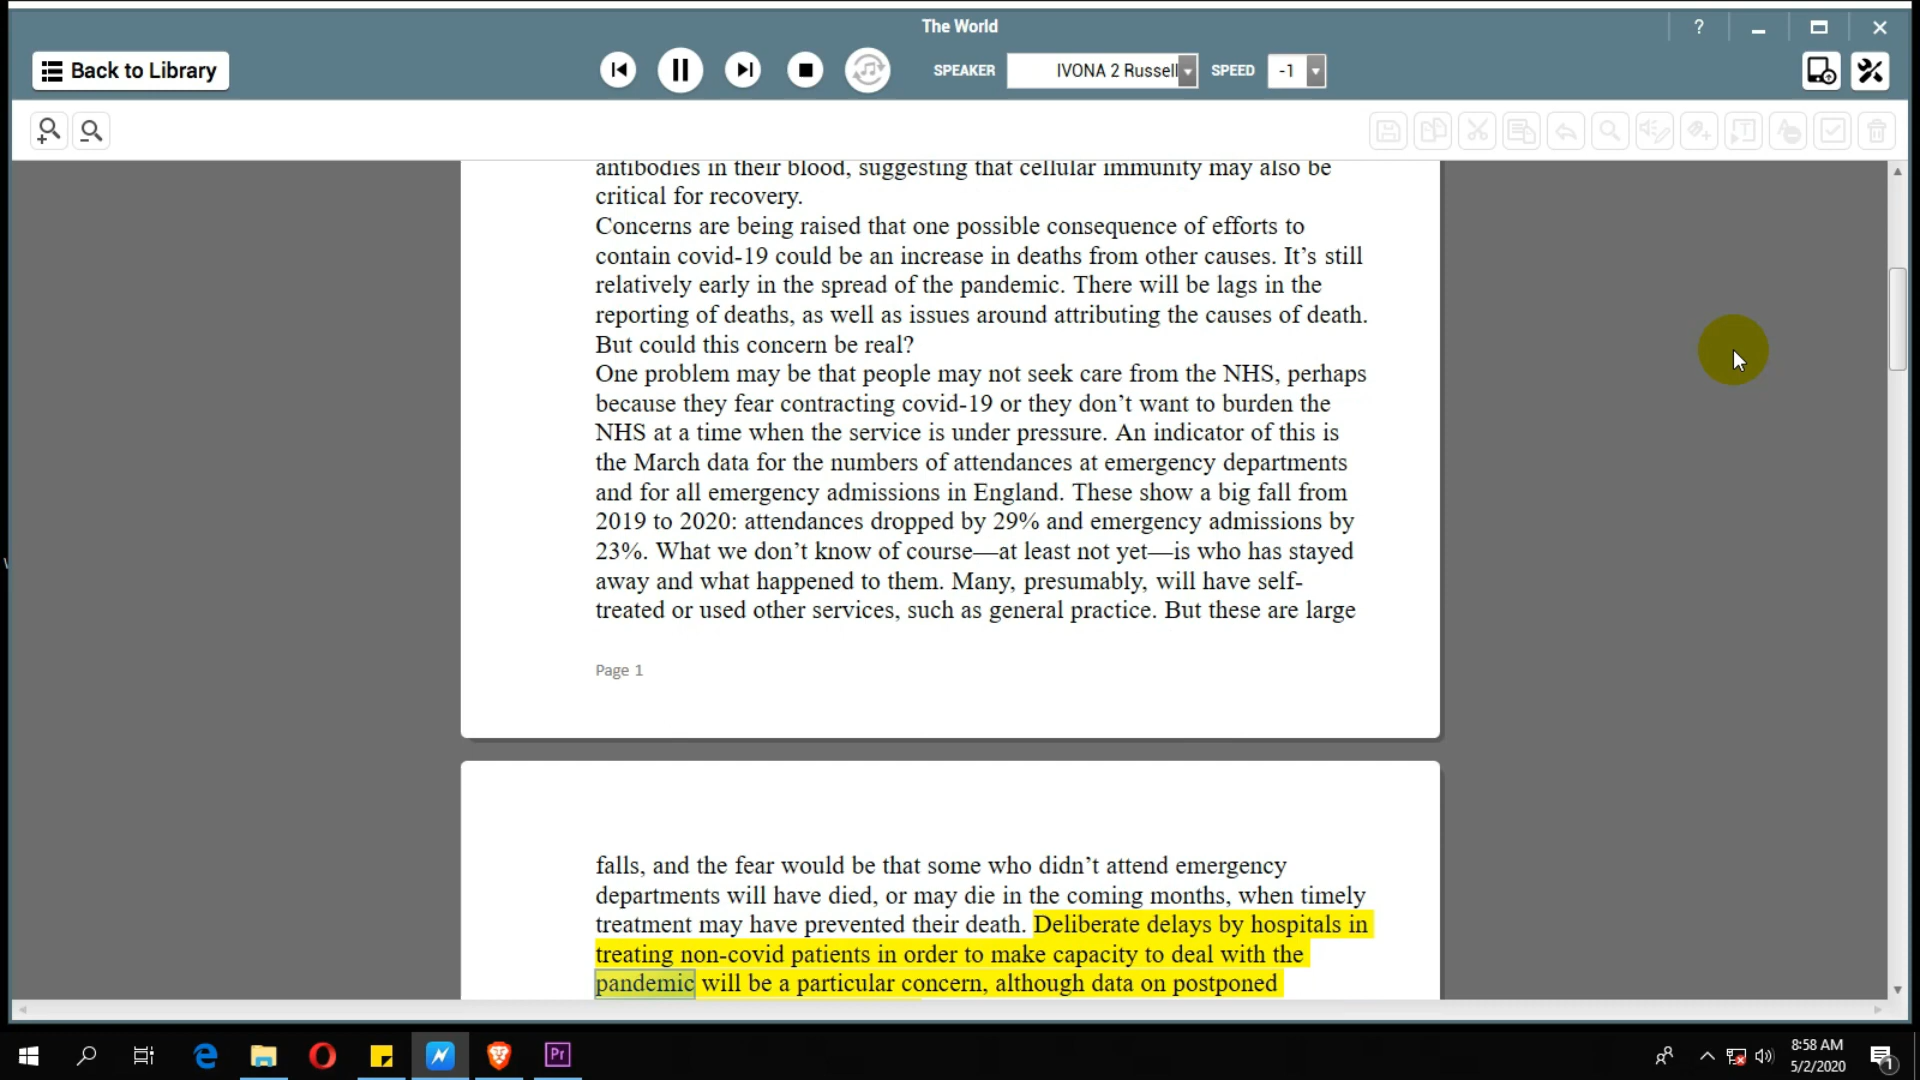 The World
?
Back to Library
SPEAKER
IVONA 2 Russell
SPEED
-1
antibodies in their blood, suggesting that cellular immunity may also be
critical for recovery.
Concerns are being raised that one possible consequence of efforts to
contain covid-19 could be an increase in deaths from other causes. It’s still
relatively early in the spread of the pandemic. There will be lags in the
reporting of deaths, as well as issues around attributing the causes of death.
But could this concern be real?
One problem may be that people may not seek care from the NHS, perhaps
because they fear contracting covid-19 or they don’t want to burden the
NHS at a time when the service is under pressure. An indicator of this is
the March data for the numbers of attendances at emergency departments
and for all emergency admissions in England. These show a big fall from
2019 to 2020: attendances dropped by 29% and emergency admissions by
23%. What we don’t know of course—at least not yet—is who has stayed
away and what happened to them. Many, presumably, will have self-
treated or used other services, such as general practice. But these are large
Page 1
falls, and the fear would be that some who didn’t attend emergency
departments will have died, or may die in the coming months, when timely
treatment may have prevented their death. Deliberate delays by hospitals in
treating non-covid patients in order to make capacity to deal with the
pandemic will be a particular concern, although data on postponed
Pr
8:58 AM
5/2/2020
1